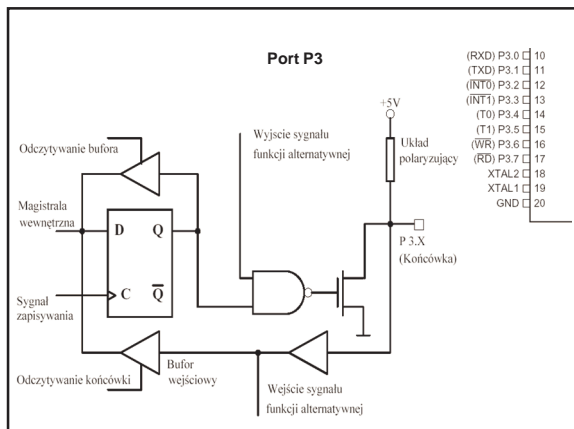 Port P3
Odczytywanie bufora
Magistrala
wewnętrzna
D Q
C Q
Sygnał
zapisywania
Odczytywanie końcówki
Bufor
wejściowy
Wyjscie sygnału
funkcji alternatywnej
Wejście sygnału
funkcji alternatywnej
+5V
Układ
polaryzujący
P 3.X
(Końcówka)
(RXD) P3.0 10
(TXD) P3.1 11
(INT0) P3.2 12
(INT1) P3.3 13
(T0) P3.4 14
(T1) P3.5 15
(WR) P3.6 16
(RD) P3.7 17
XTAL2 18
XTAL1 19
GND 20